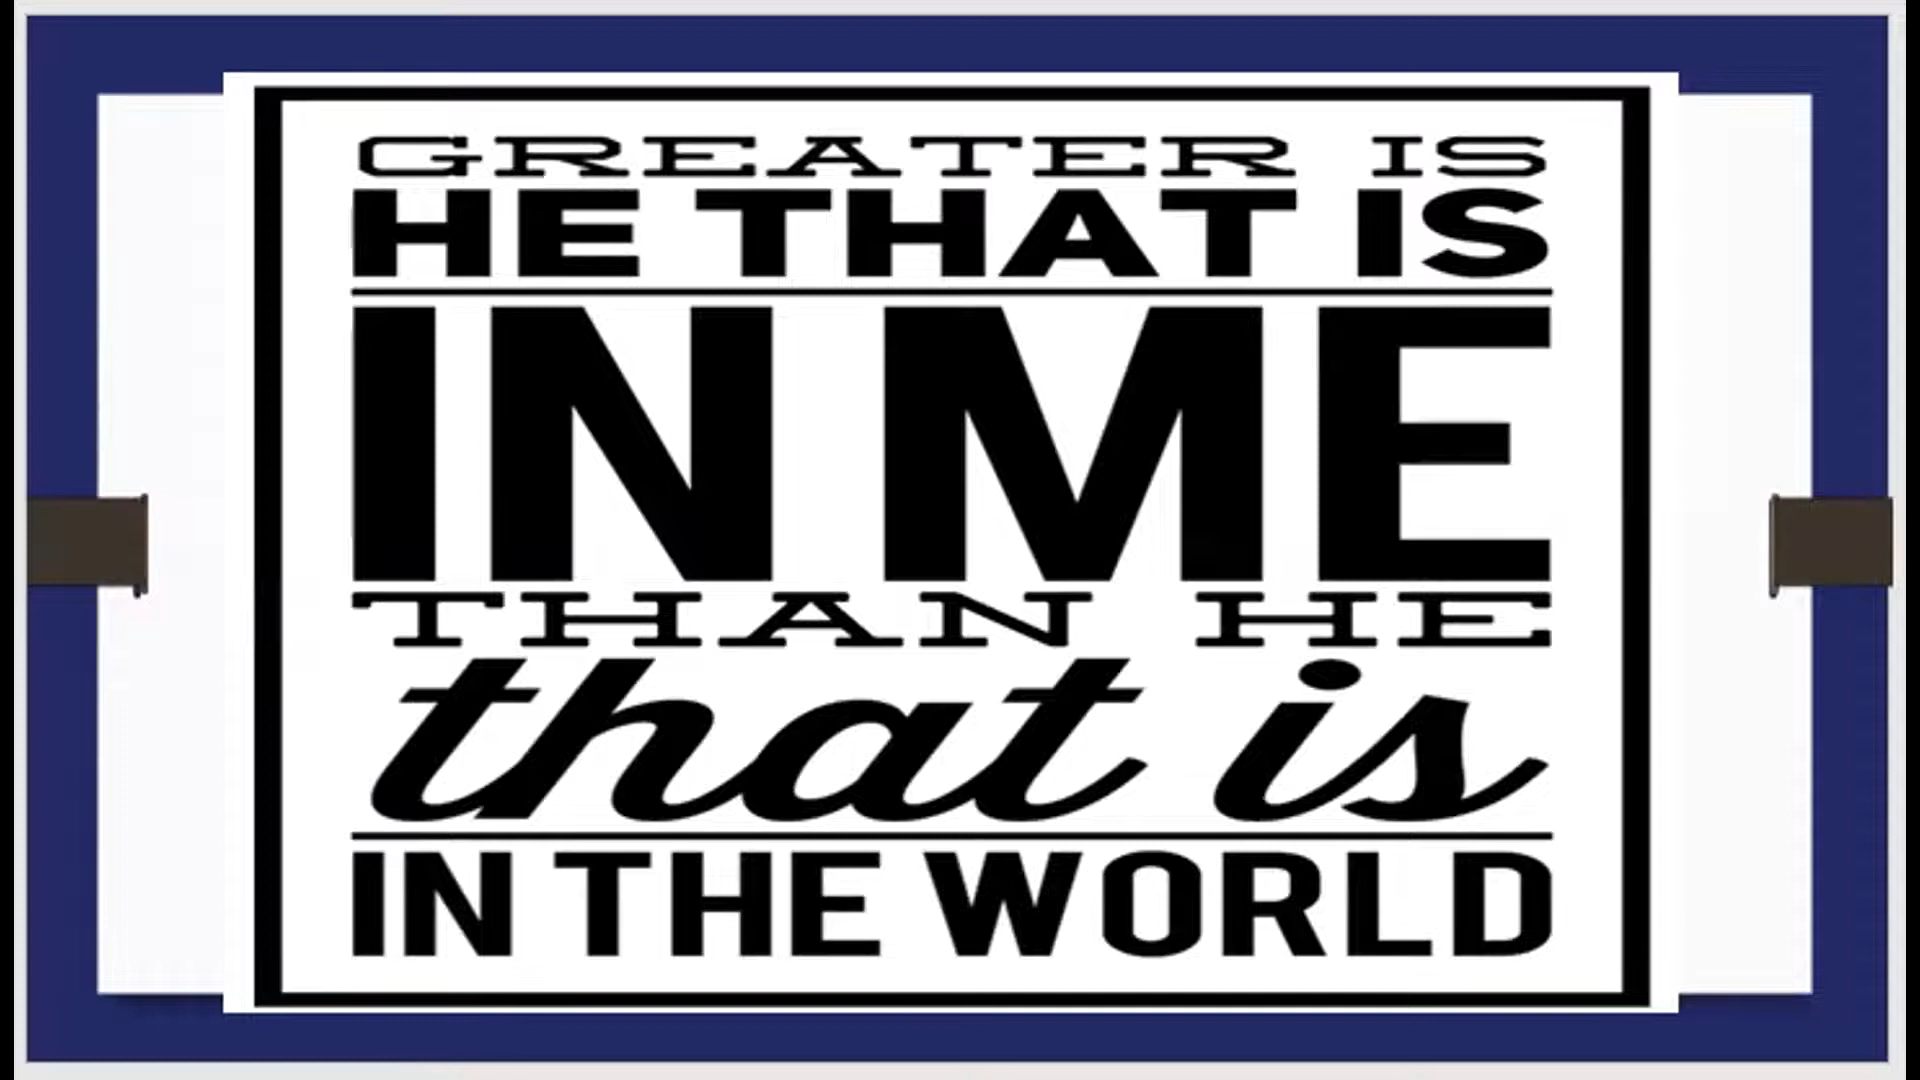 GREATER IS
HE THAT IS
IN ME
THAN HE
that is
IN THE WORLD